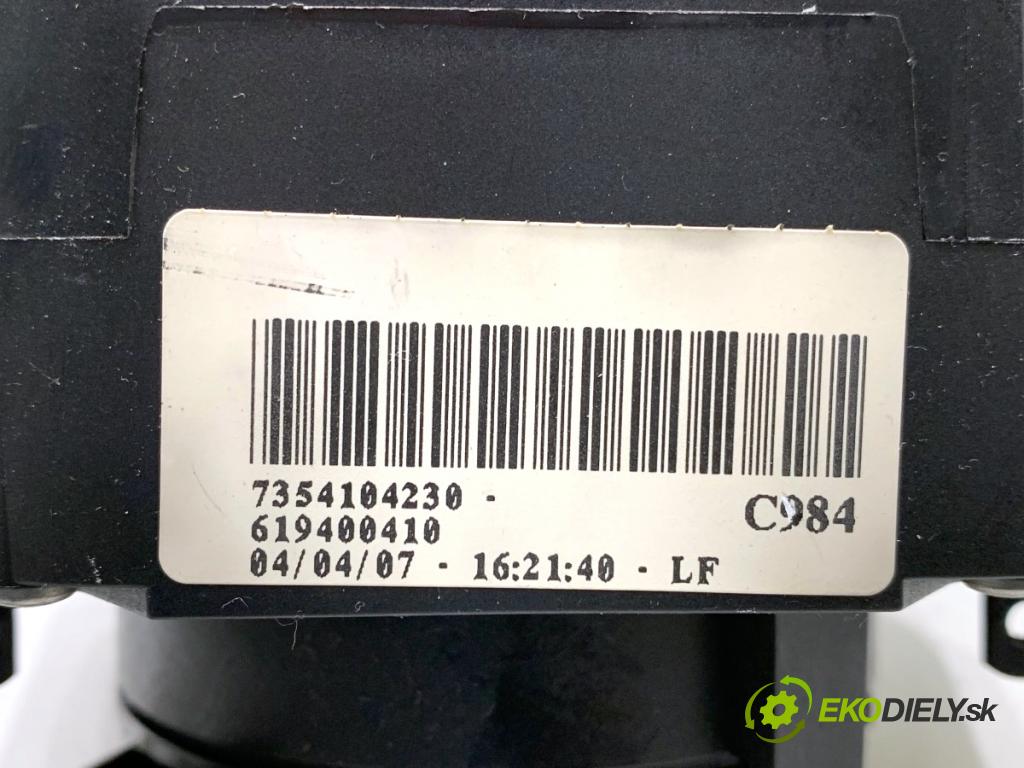 7354104230 -
619400410
C984
04/04/07 - 16:21:40 - LF
EKODIELY.sk